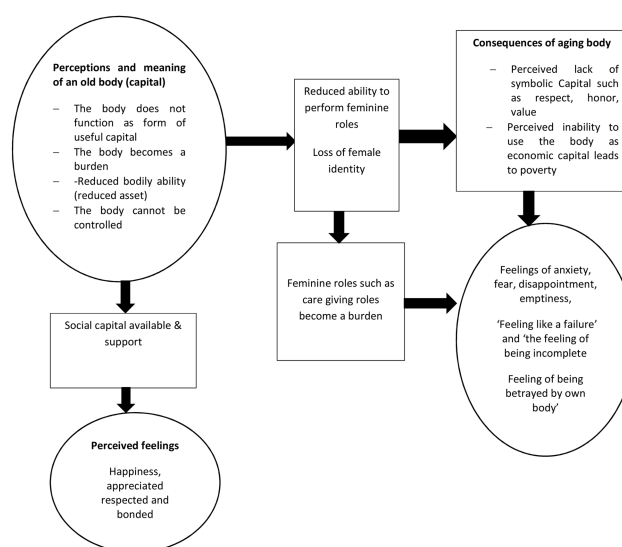 Perceptions and meaning
of an old body (capital)
– The body does not
function as form of
useful capital
– The body becomes a
burden
– -Reduced bodily ability
(reduced asset)
– The body cannot be
controlled
Reduced ability to
perform feminine
roles
Loss of female
identity
Consequences of aging body
– Perceived lack of
symbolic Capital such
as respect, honor,
value
– Perceived inability to
use the body as
economic capital leads
to poverty
Feminine roles such as
care giving roles
become a burden
Feelings of anxiety,
fear, disappointment,
emptiness,
‘Feeling like a failure’
and ‘the feeling of
being incomplete
Feeling of being
betrayed by own
body’
Social capital available &
support
Perceived feelings
Happiness,
appreciated
respected and
bonded